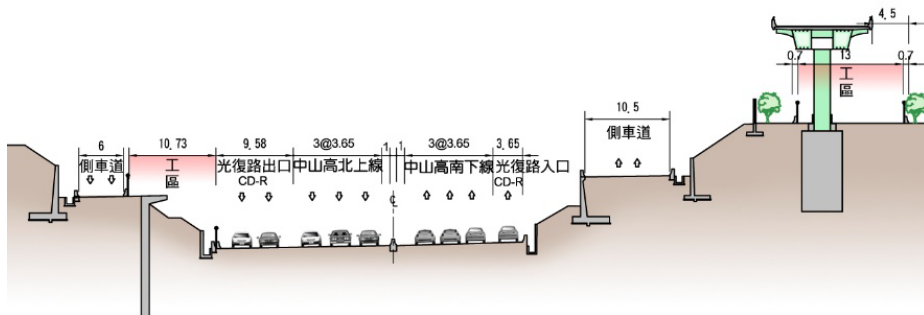 4.5
0.7
13
0.7
工
區
10.5
側車道
6
10.73
9.58
3@3.65
1
1
3@3.65
3.65
側車道
工
區
光復路出口
中山高北上線
中山高南下線
光復路入口
CD-R
CD-R
℄